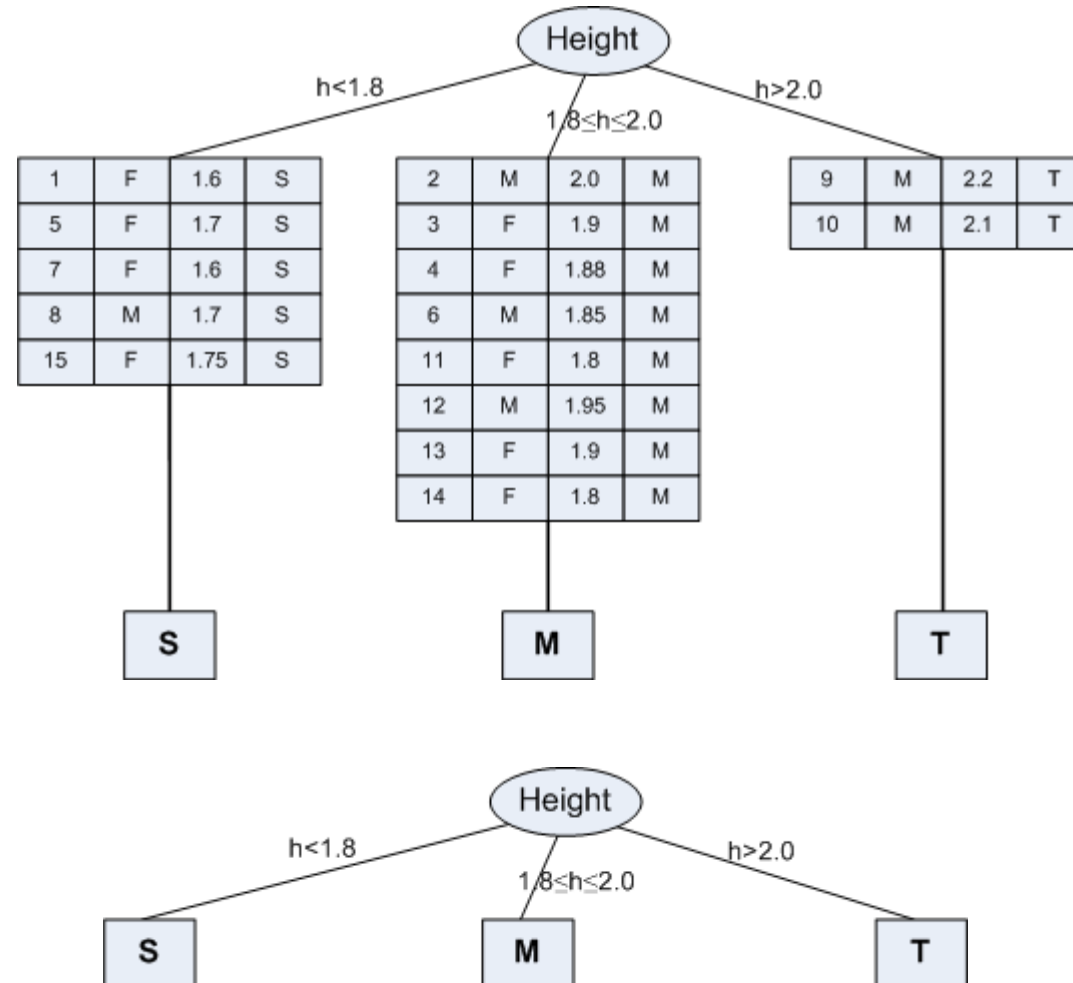 Height
h<1.8
1.8≤h≤2.0
h>2.0
1 F 1.6 S
5 F 1.7 S
7 F 1.6 S
8 M 1.7 S
15 F 1.75 S
2 M 2.0 M
3 F 1.9 M
4 F 1.88 M
6 M 1.85 M
11 F 1.8 M
12 M 1.95 M
13 F 1.9 M
14 F 1.8 M
9 M 2.2 T
10 M 2.1 T
S M T
Height
h<1.8
1.8≤h≤2.0
h>2.0
S M T